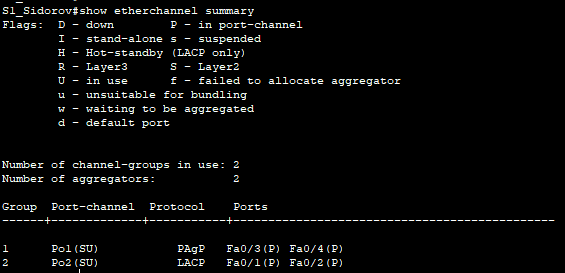 S1_Sidorov#show etherchannel summary
Flags:  D - down        P - in port-channel
        I - stand-alone s - suspended
        H - Hot-standby (LACP only)
        R - Layer3      S - Layer2
        U - in use      f - failed to allocate aggregator
        u - unsuitable for bundling
        w - waiting to be aggregated
        d - default port
Number of channel-groups in use: 2
Number of aggregators:           2
Group  Port-channel  Protocol    Ports
------+-------------+-----------+----------------------------------------------
1      Po1(SU)           PAgP   Fa0/3(P) Fa0/4(P)
2      Po2(SU)           LACP   Fa0/1(P) Fa0/2(P)